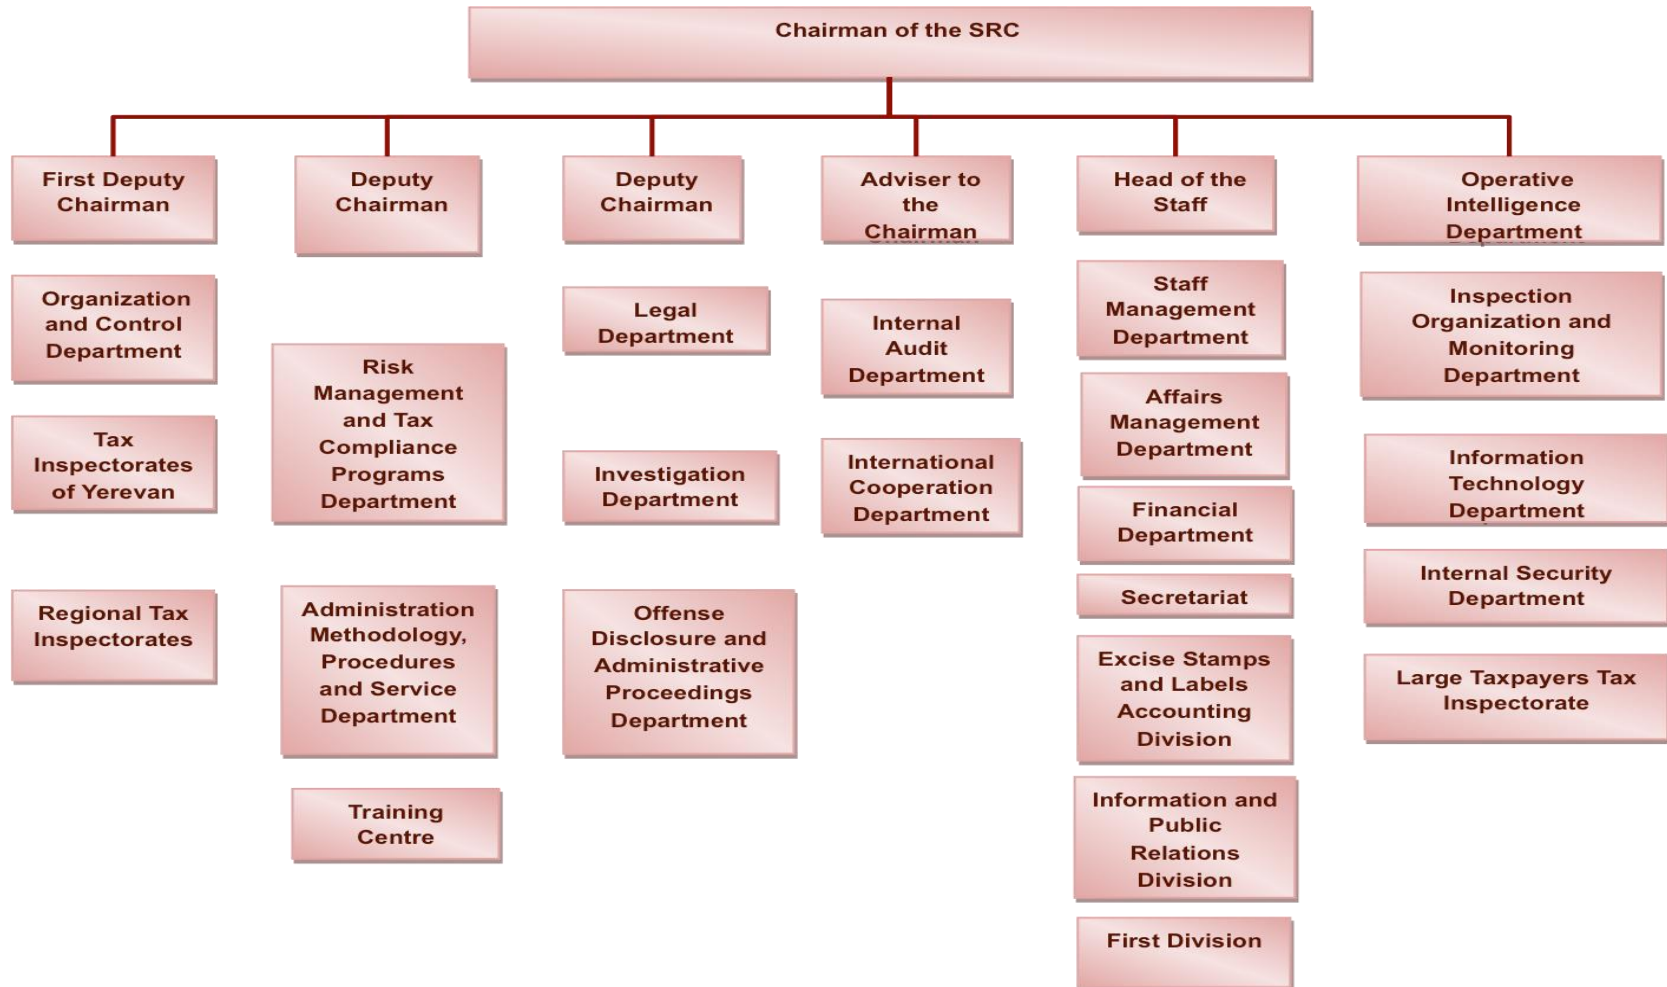 Chairman of the SRC
First Deputy
Chairman
Deputy
Chairman
Deputy
Chairman
Adviser to
the
Chairman
Head of the
Staff
Operative
Intelligence
Department
Organization
and Control
Department
Tax
Inspectorates
of Yerevan
Regional Tax
Inspectorates
Risk
Management
and Tax
Compliance
Programs
Department
Administration
Methodology,
Procedures
and Service
Department
Training
Centre
Legal
Department
Investigation
Department
Offense
Disclosure and
Administrative
Proceedings
Department
Internal
Audit
Department
International
Cooperation
Department
Staff
Management
Department
Affairs
Management
Department
Financial
Department
Secretariat
Excise Stamps
and Labels
Accounting
Division
Information and
Public
Relations
Division
First Division
Inspection
Organization and
Monitoring
Department
Information
Technology
Department
Internal Security
Department
Large Taxpayers Tax
Inspectorate